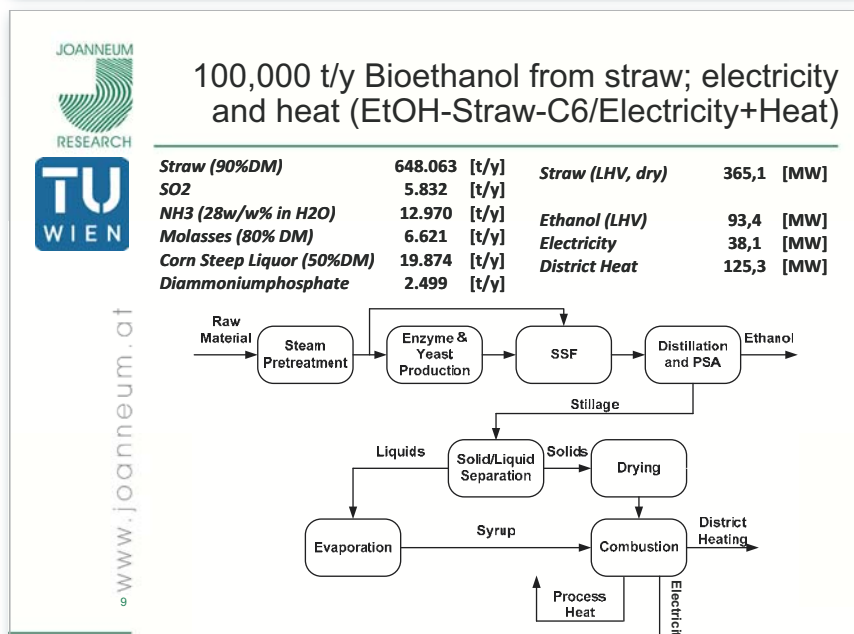 JOANNEUM
RESEARCH
TU
WIEN
www.joanneum.at
9
100,000 t/y Bioethanol from straw; electricity
and heat (EtOH-Straw-C6/Electricity+Heat)
Straw (90%DM) 648.063 [t/y]
SO2 5.832 [t/y]
NH3 (28w/w% in H2O) 12.970 [t/y]
Molasses (80% DM) 6.621 [t/y]
Corn Steep Liquor (50%DM) 19.874 [t/y]
Diammoniumphosphate 2.499 [t/y]
Straw (LHV, dry) 365,1 [MW]
Ethanol (LHV) 93,4 [MW]
Electricity 38,1 [MW]
District Heat 125,3 [MW]
Raw
Material
Steam
Pretreatment
Enzyme &
Yeast
Production
SSF
Distillation
and PSA
Ethanol
Stillage
Liquids
Solid/Liquid
Separation
Solids
Drying
Evaporation
Syrup
Combustion
District
Heating
Process
Heat